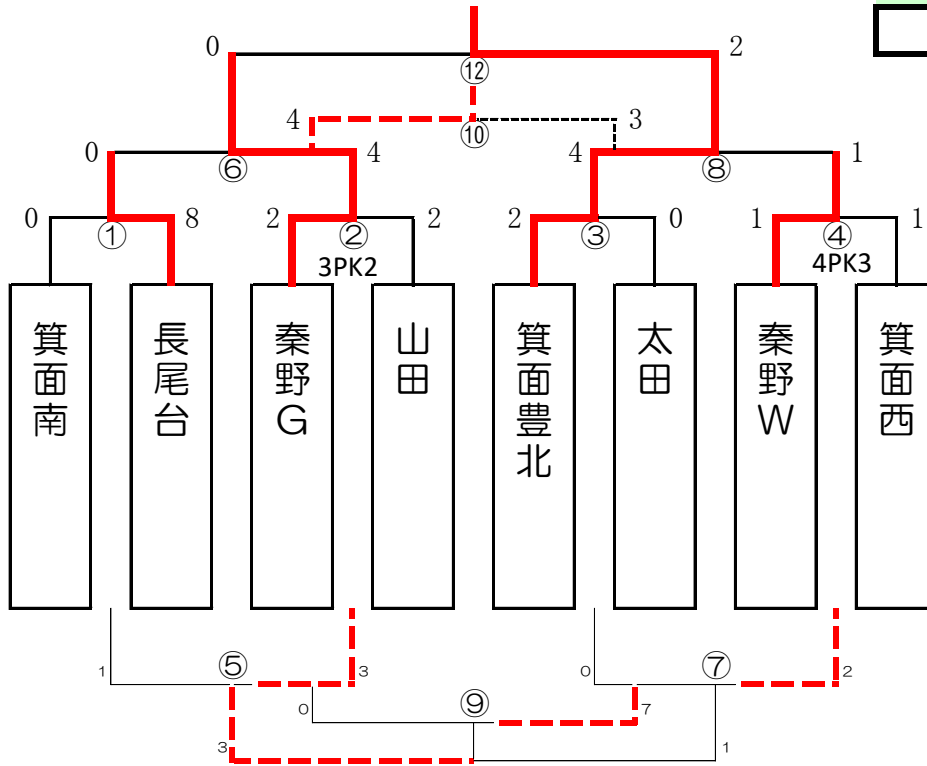 0 2
⑫
4 ⑩ 3
0 ⑥ 4 4 ⑧ 1
0 ① 8 2 ② 2 2 ③ 0 1 ④ 1
3PK2 4PK3
箕面南
長尾台
秦野G
山田
箕面豊北
太田
秦野W
箕面西
1 ⑤ 3 0 ⑦ 2
0 ⑨ 7
3 1